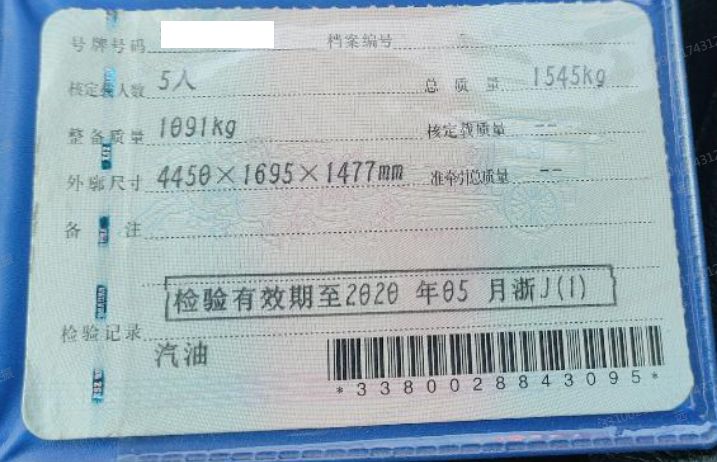 号牌号码 档案编号
核定载人数 5人 总质量 1545kg
整备质量 1091kg 核定载质量 --
外廓尺寸 4450×1695×1477mm 准牵引总质量 --
备注
检验有效期至2020年05月浙J(1)
检验记录
汽油
*3380028843095*